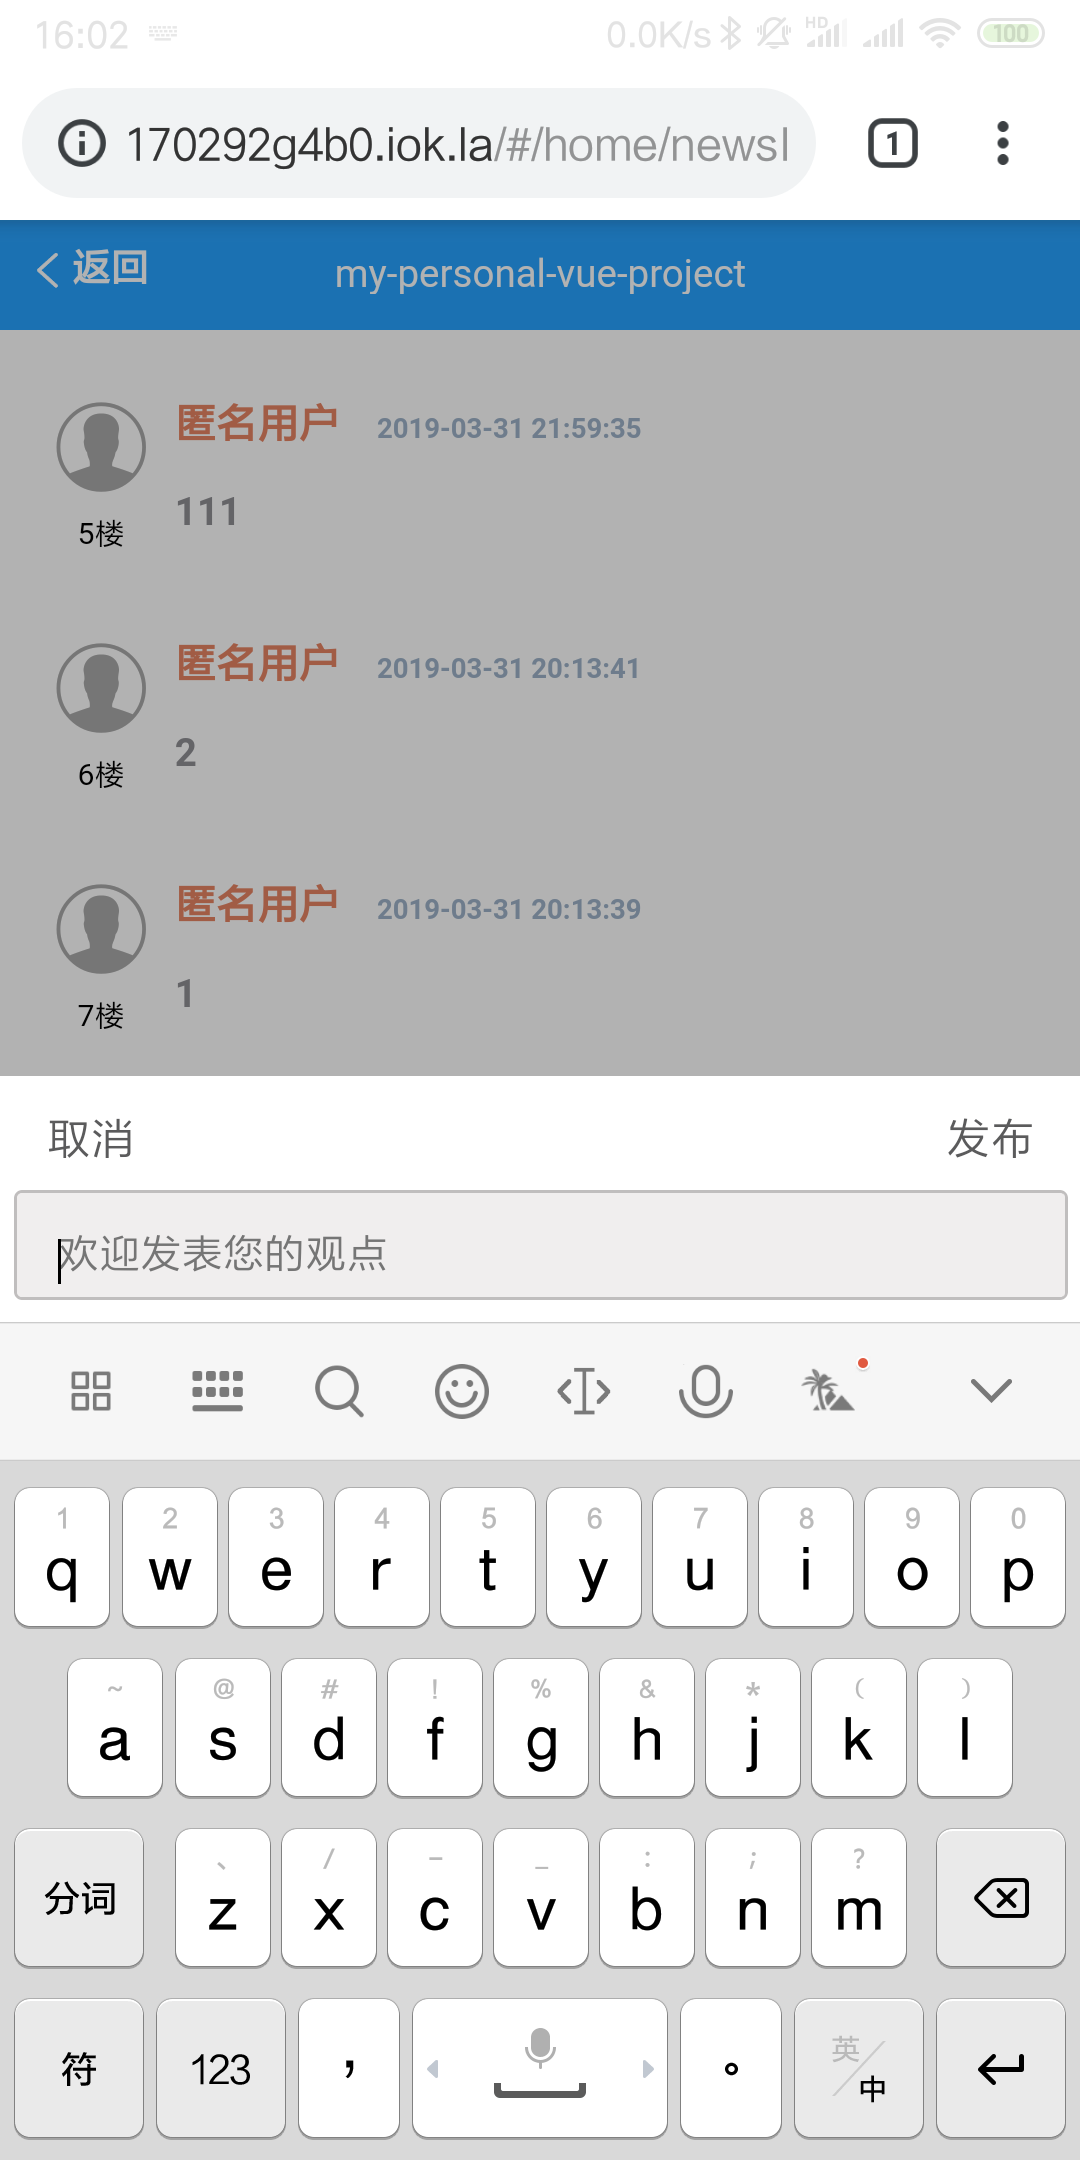 16:02 0.0K/s HD 100
170292g4b0.iok.la/#/home/newsl
1
返回 my-personal-vue-project
匿名用户 2019-03-31 21:59:35
111
5楼
匿名用户 2019-03-31 20:13:41
2
6楼
匿名用户 2019-03-31 20:13:39
1
7楼
取消 发布
欢迎发表您的观点
1 2 3 4 5 6 7 8 9 0
q w e r t y u i o p
~ @ # ! % & * ( )
a s d f g h j k l
、 / - _ : ; ?
分词 z x c v b n m
符 123 ， 。 英/中